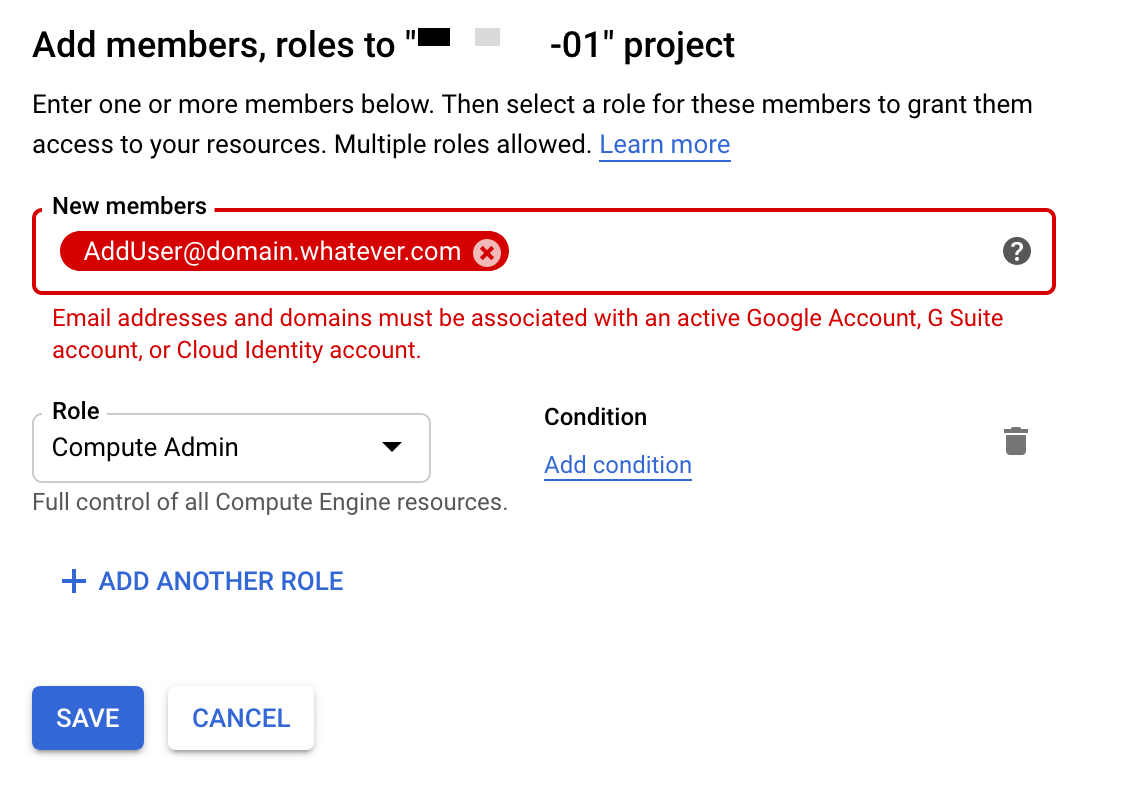 Add members, roles to " -01" project
Enter one or more members below. Then select a role for these members to grant them
access to your resources. Multiple roles allowed. Learn more
New members
AddUser@domain.whatever.com
?
Email addresses and domains must be associated with an active Google Account, G Suite
account, or Cloud Identity account.
Role
Compute Admin
Condition
Add condition
Full control of all Compute Engine resources.
+ ADD ANOTHER ROLE
SAVE
CANCEL